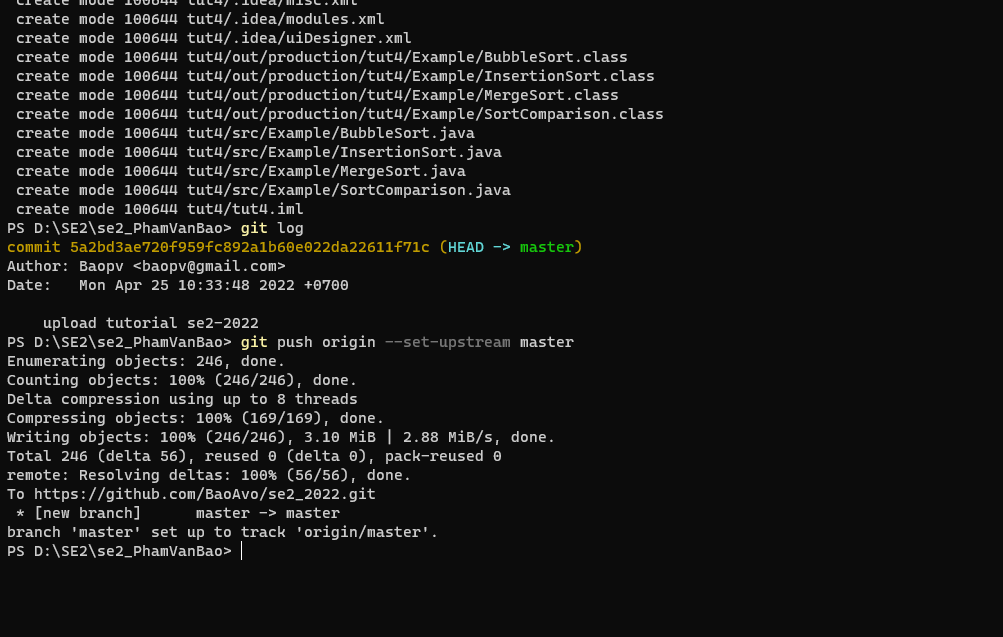 create mode 100644 tut4/.idea/misc.xml
create mode 100644 tut4/.idea/modules.xml
create mode 100644 tut4/.idea/uiDesigner.xml
create mode 100644 tut4/out/production/tut4/Example/BubbleSort.class
create mode 100644 tut4/out/production/tut4/Example/InsertionSort.class
create mode 100644 tut4/out/production/tut4/Example/MergeSort.class
create mode 100644 tut4/out/production/tut4/Example/SortComparison.class
create mode 100644 tut4/src/Example/BubbleSort.java
create mode 100644 tut4/src/Example/InsertionSort.java
create mode 100644 tut4/src/Example/MergeSort.java
create mode 100644 tut4/src/Example/SortComparison.java
create mode 100644 tut4/tut4.iml
PS D:\SE2\se2_PhamVanBao> git log
commit 5a2bd3ae720f959fc892a1b60e022da22611f71c (HEAD -> master)
Author: Baopv <baopv@gmail.com>
Date:   Mon Apr 25 10:33:48 2022 +0700
    upload tutorial se2-2022
PS D:\SE2\se2_PhamVanBao> git push origin --set-upstream master
Enumerating objects: 246, done.
Counting objects: 100% (246/246), done.
Delta compression using up to 8 threads
Compressing objects: 100% (169/169), done.
Writing objects: 100% (246/246), 3.10 MiB | 2.88 MiB/s, done.
Total 246 (delta 56), reused 0 (delta 0), pack-reused 0
remote: Resolving deltas: 100% (56/56), done.
To https://github.com/BaoAvo/se2_2022.git
 * [new branch]      master -> master
branch 'master' set up to track 'origin/master'.
PS D:\SE2\se2_PhamVanBao>